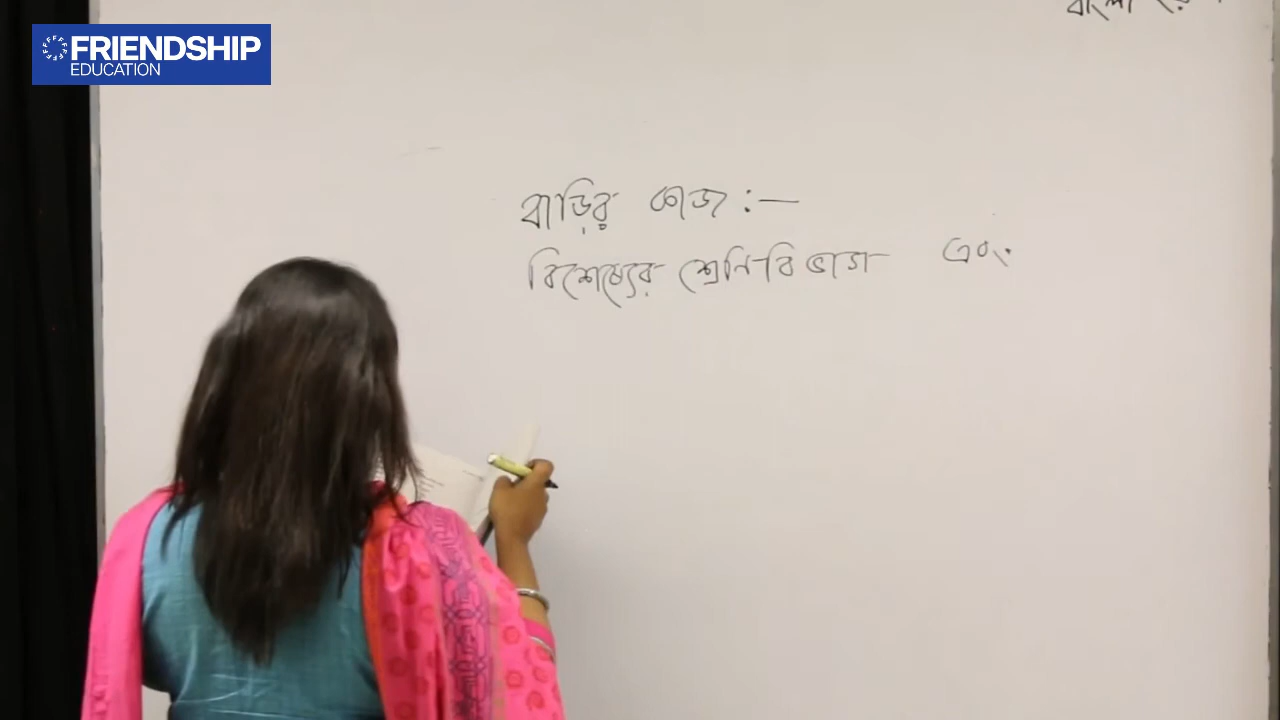 FRIENDSHIP
EDUCATION
বাংলা
বাড়ির কাজ :—
বিশেষ্যের শ্রেণিবিভাগ এবং